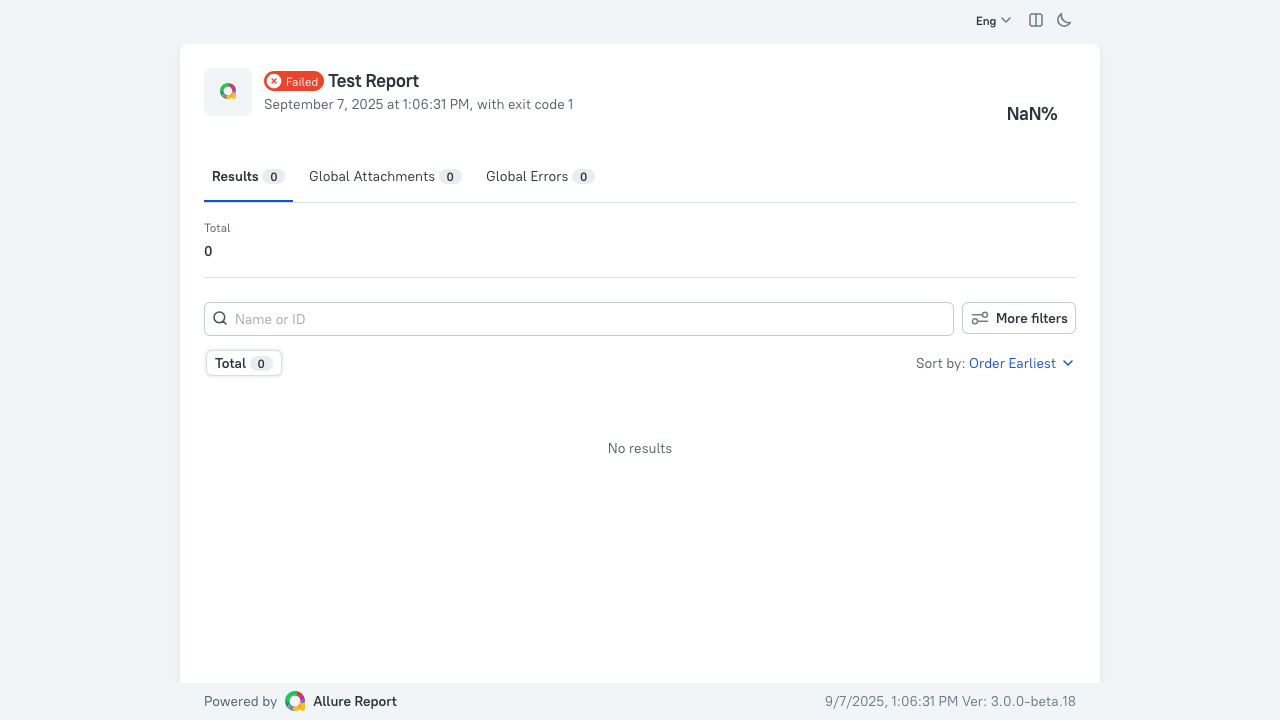 Eng
Failed Test Report
September 7, 2025 at 1:06:31 PM, with exit code 1
NaN%
Results 0 Global Attachments 0 Global Errors 0
Total
0
Name or ID More filters
Total 0 Sort by: Order Earliest
No results
Powered by Allure Report 9/7/2025, 1:06:31 PM Ver: 3.0.0-beta.18